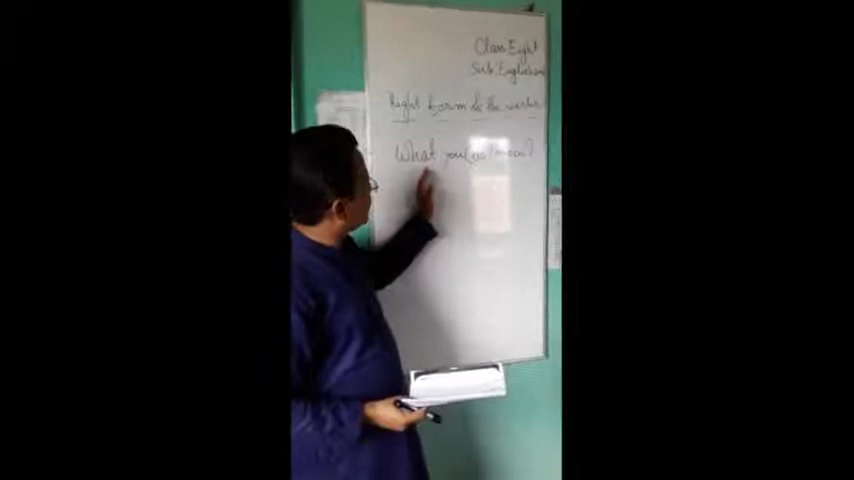 Class Eight
Sub: English
Right form of the verbs
What you (do) now?